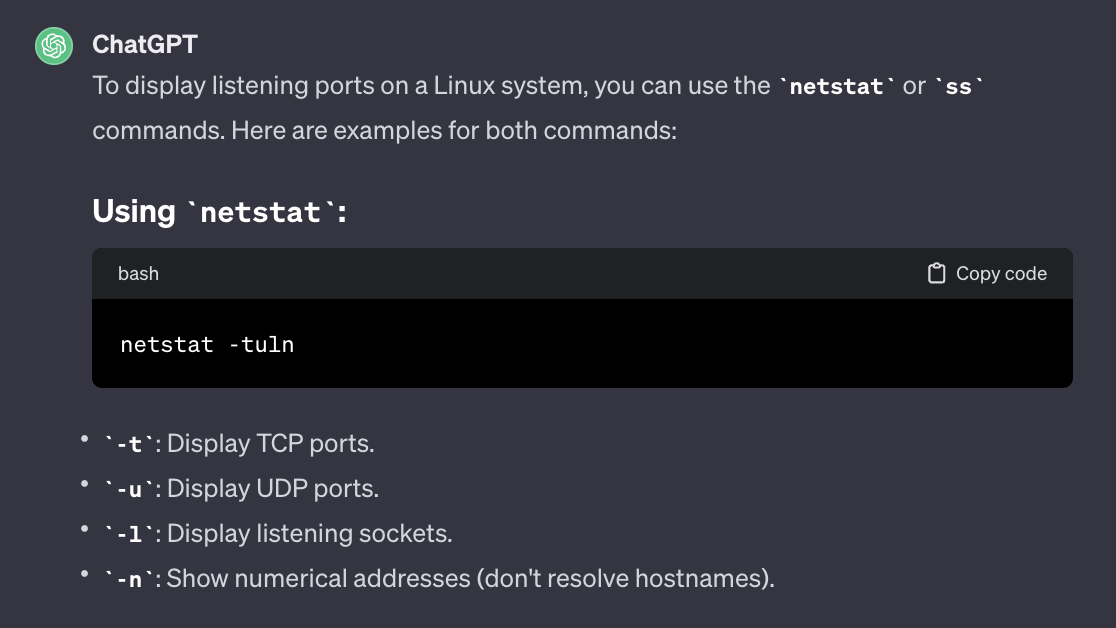 ChatGPT
To display listening ports on a Linux system, you can use the `netstat` or `ss`
commands. Here are examples for both commands:
Using `netstat`:
bash
Copy code
netstat -tuln
• `-t`: Display TCP ports.
• `-u`: Display UDP ports.
• `-l`: Display listening sockets.
• `-n`: Show numerical addresses (don't resolve hostnames).